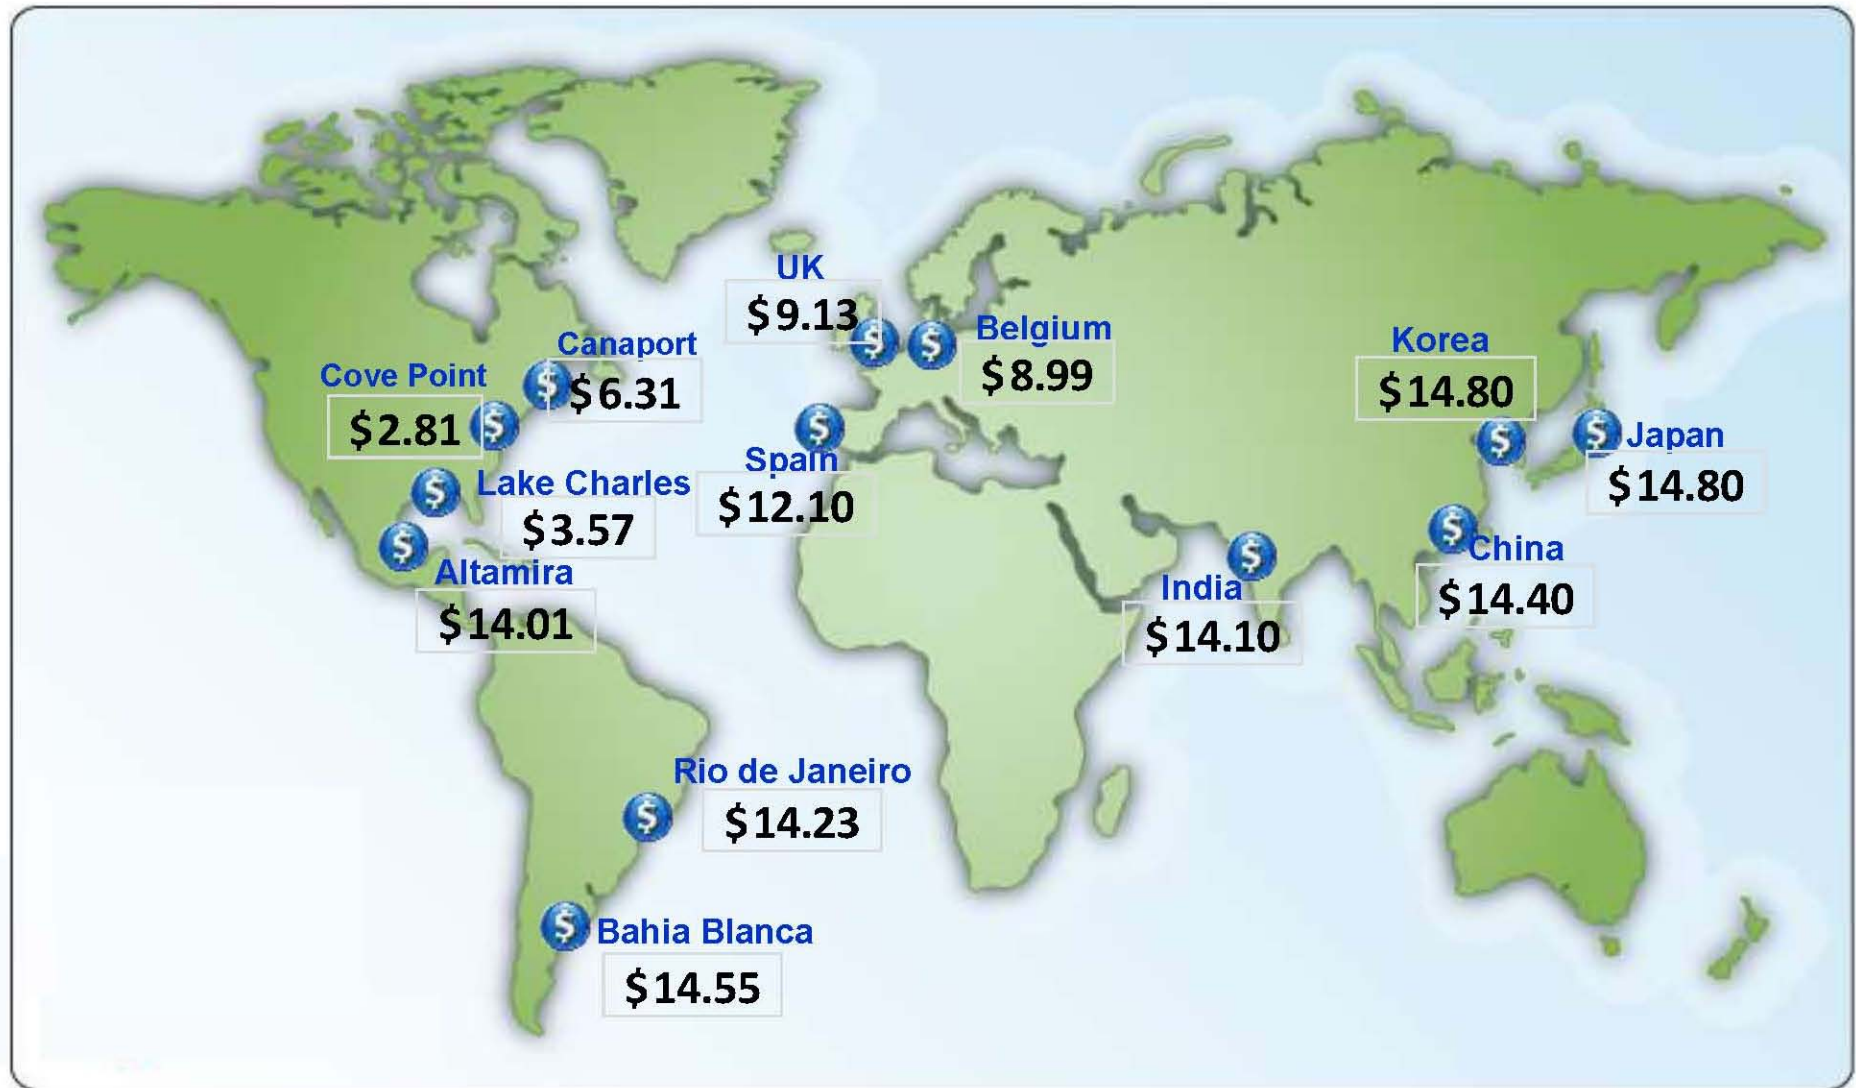 UK
$9.13
Belgium
$8.99
Canaport
$6.31
Cove Point
$2.81
Korea
$14.80
Japan
$14.80
Spain
$12.10
Lake Charles
$3.57
Altamira
$14.01
China
$14.40
India
$14.10
Rio de Janeiro
$14.23
Bahia Blanca
$14.55
$
$
$
$
$
$
$
$
$
$
$
$
$